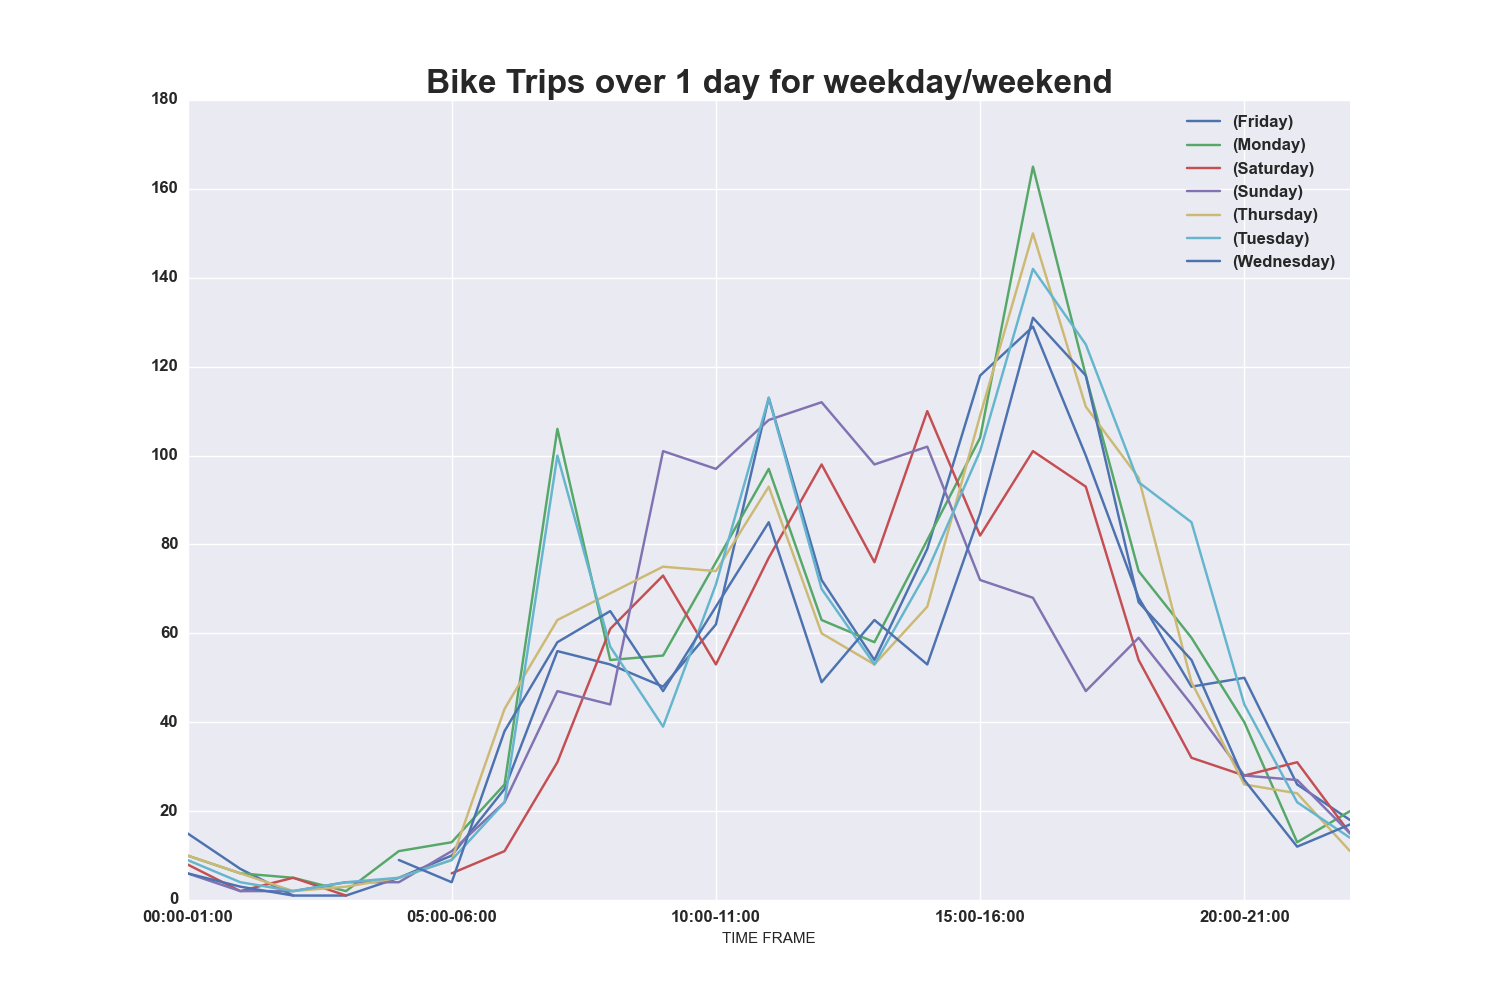 Bike Trips over 1 day for weekday/weekend
180
160
140
120
100
80
60
40
20
0
(Friday)
(Monday)
(Saturday)
(Sunday)
(Thursday)
(Tuesday)
(Wednesday)
00:00-01:00 05:00-06:00 10:00-11:00 15:00-16:00 20:00-21:00
TIME FRAME